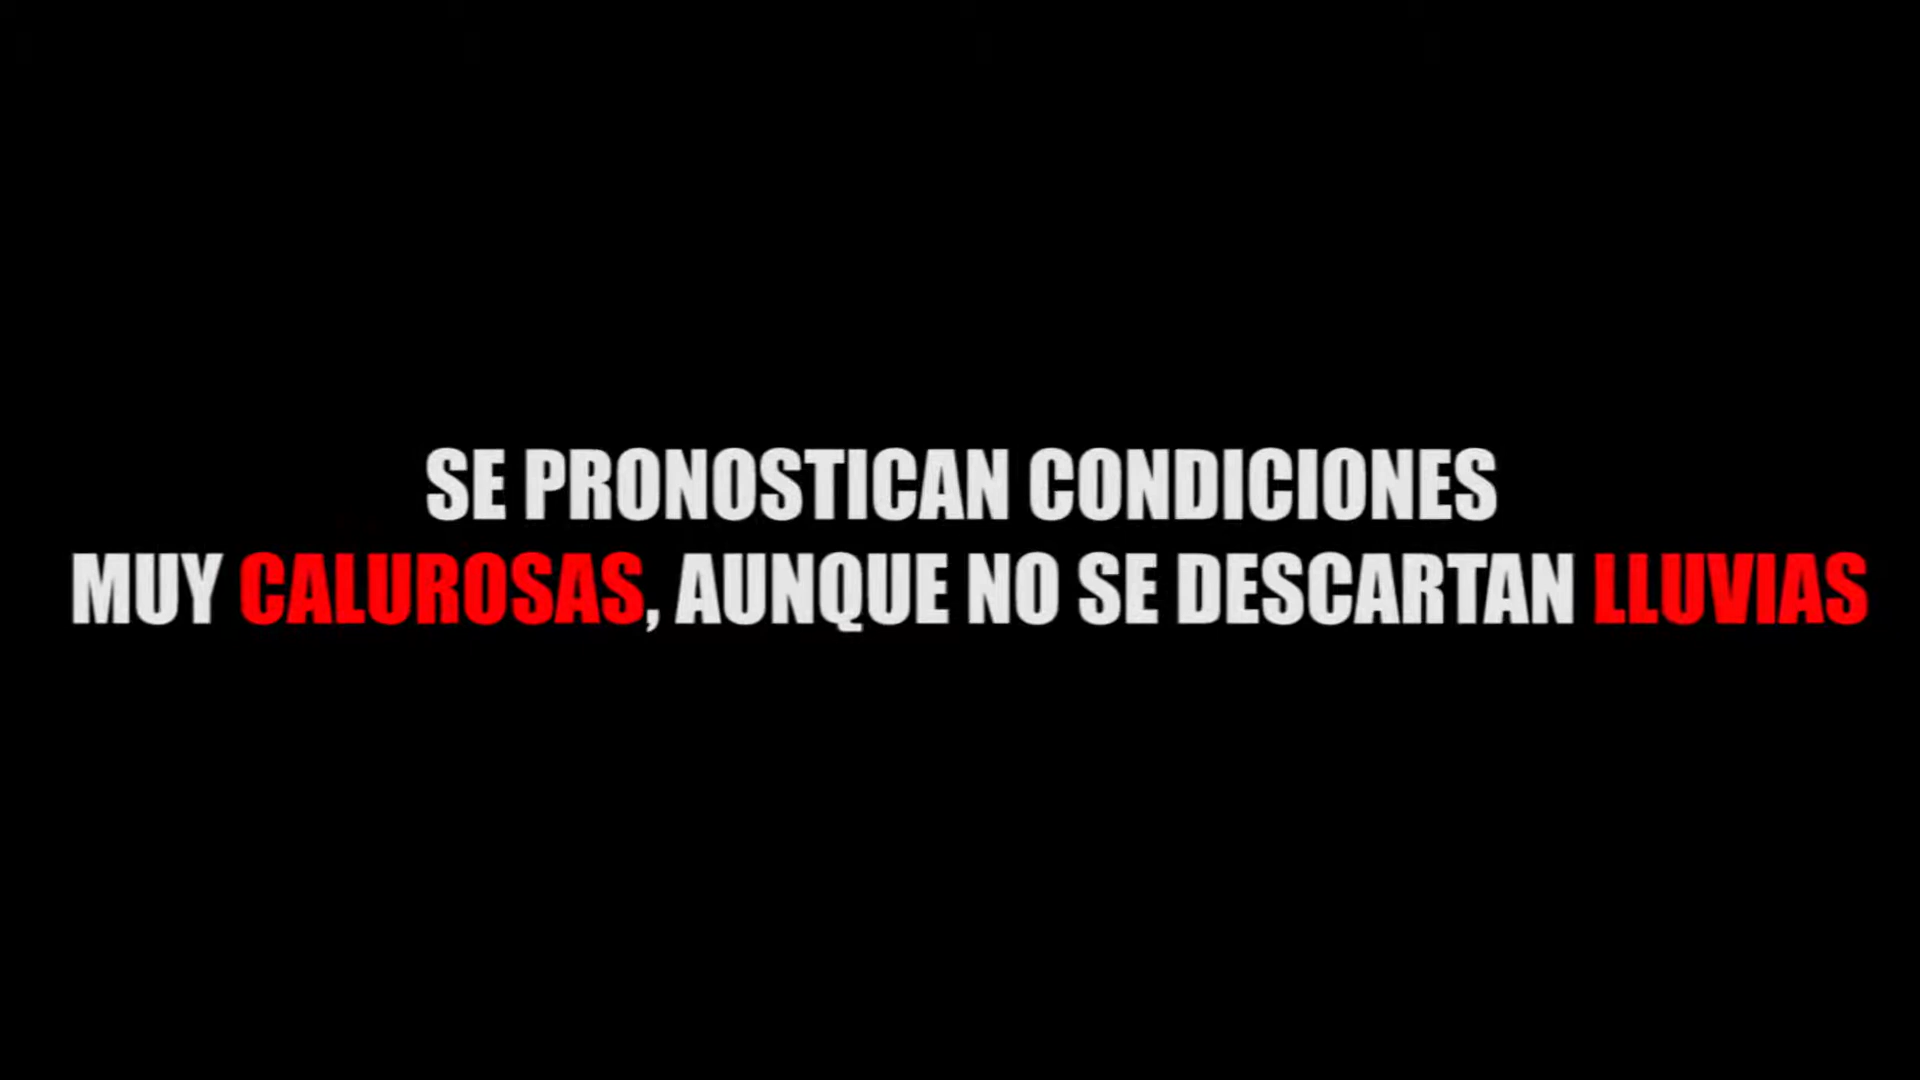 SE PRONOSTICAN CONDICIONES
MUY CALUROSAS, AUNQUE NO SE DESCARTAN LLUVIAS